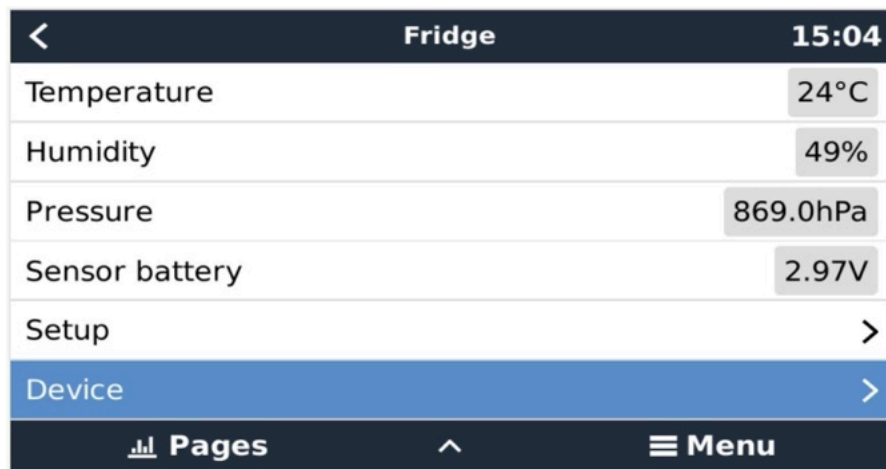 Fridge 15:04
Temperature 24°C
Humidity 49%
Pressure 869.0hPa
Sensor battery 2.97V
Setup
Device
Pages Menu